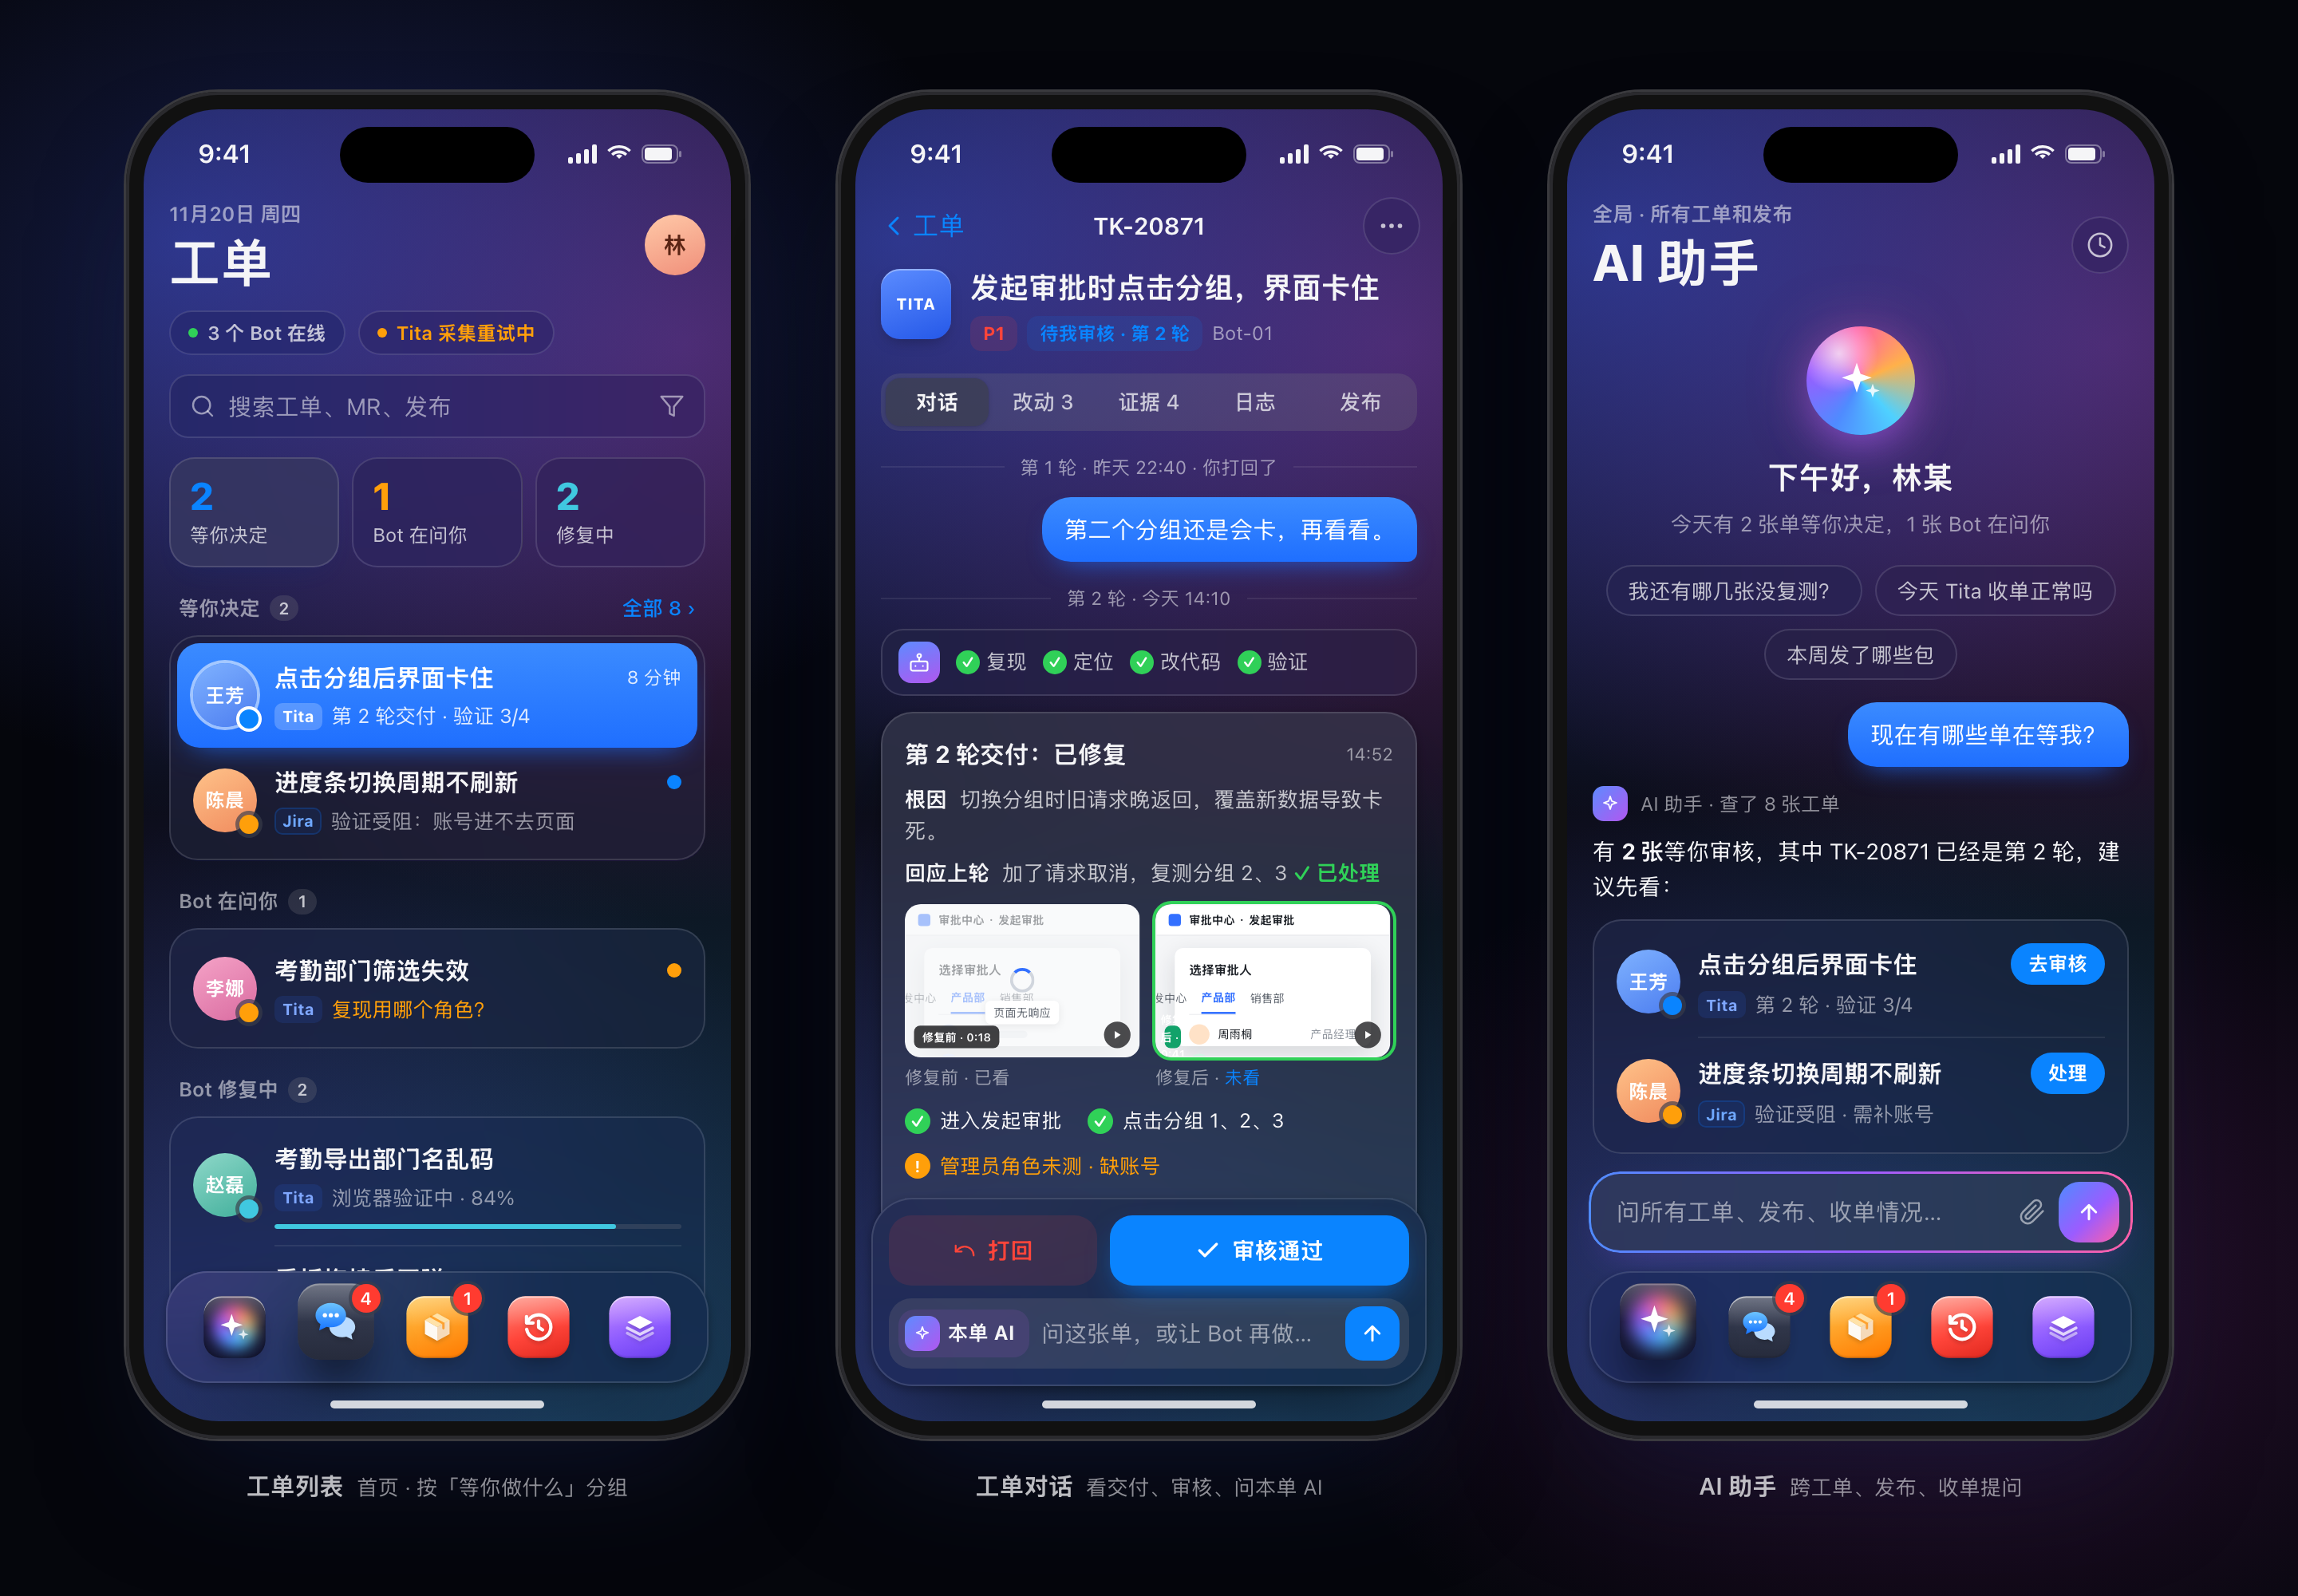 9:41
11月20日 周四
工单
林
3 个 Bot 在线
Tita 采集重试中
搜索工单、MR、发布
2
等你决定
1
Bot 在问你
2
修复中
等你决定 2
全部 8 ›
王芳
点击分组后界面卡住
8 分钟
Tita 第 2 轮交付 · 验证 3/4
陈晨
进度条切换周期不刷新
Jira 验证受阻：账号进不去页面
Bot 在问你 1
李娜
考勤部门筛选失效
Tita 复现用哪个角色？
Bot 修复中 2
赵磊
考勤导出部门名乱码
Tita 浏览器验证中 · 84%
4
1
工单列表 首页 · 按「等你做什么」分组
9:41
工单
TK-20871
TITA
发起审批时点击分组，界面卡住
P1 待我审核 · 第 2 轮 Bot-01
对话 改动 3 证据 4 日志 发布
第 1 轮 · 昨天 22:40 · 你打回了
第二个分组还是会卡，再看看。
第 2 轮 · 今天 14:10
复现 定位 改代码 验证
第 2 轮交付：已修复
14:52
根因 切换分组时旧请求晚返回，覆盖新数据导致卡
死。
回应上轮 加了请求取消，复测分组 2、3 ✓ 已处理
审批中心 · 发起审批
选择审批人
发中心 产品部 销售部
页面无响应
修复前 · 0:18
审批中心 · 发起审批
选择审批人
发中心 产品部 销售部
周雨桐 产品经理
后 ·
修复前 · 已看
修复后 · 未看
进入发起审批 点击分组 1、2、3
管理员角色未测 · 缺账号
打回
审核通过
本单 AI
问这张单，或让 Bot 再做...
工单对话 看交付、审核、问本单 AI
9:41
全局 · 所有工单和发布
AI 助手
下午好，林某
今天有 2 张单等你决定，1 张 Bot 在问你
我还有哪几张没复测？
今天 Tita 收单正常吗
本周发了哪些包
现在有哪些单在等我？
AI 助手 · 查了 8 张工单
有 2 张等你审核，其中 TK-20871 已经是第 2 轮，建
议先看：
王芳
点击分组后界面卡住
去审核
Tita 第 2 轮 · 验证 3/4
陈晨
进度条切换周期不刷新
处理
Jira 验证受阻 · 需补账号
问所有工单、发布、收单情况...
4
1
AI 助手 跨工单、发布、收单提问